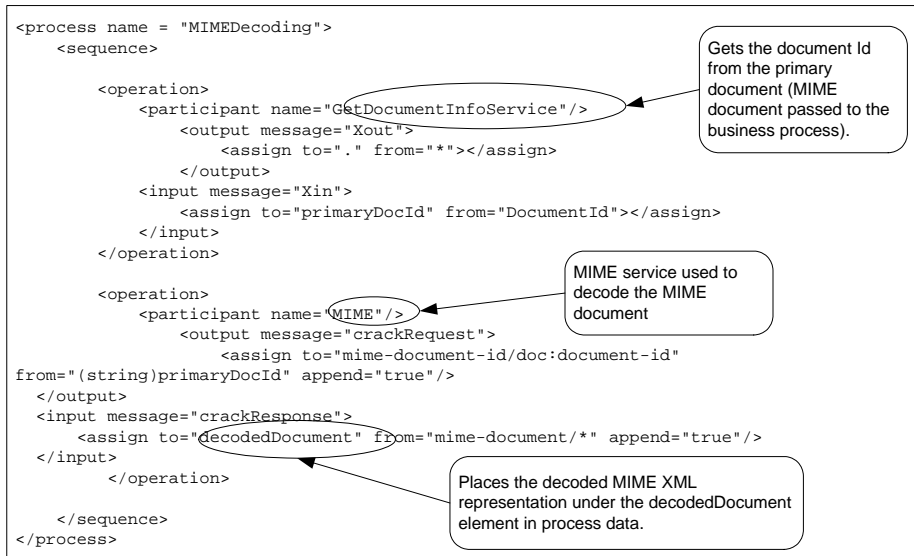 <process name = "MIMEDecoding">
<sequence>
<operation>
<participant name="GetDocumentInfoService"/>
<output message="Xout">
<assign to="." from="*"></assign>
</output>
<input message="Xin">
<assign to="primaryDocId" from="DocumentId"></assign>
</input>
</operation>
<operation>
<participant name="MIME"/>
<output message="crackRequest">
<assign to="mime-document-id/doc:document-id"
from="(string)primaryDocId" append="true"/>
</output>
<input message="crackResponse">
<assign to="decodedDocument" from="mime-document/*" append="true"/>
</input>
</operation>
</sequence>
</process>
Gets the document Id
from the primary
document (MIME
document passed to the
business process).
MIME service used to
decode the MIME
document
Places the decoded MIME XML
representation under the decodedDocument
element in process data.